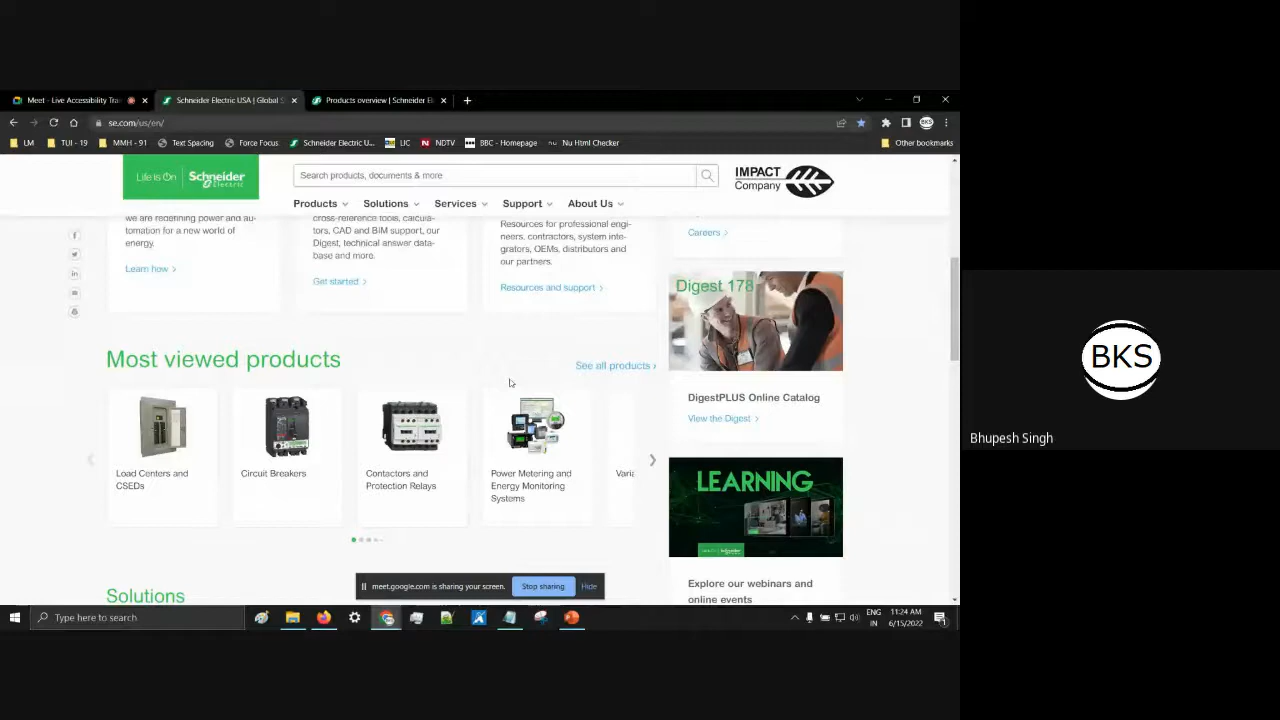 Meet - Live Accessibility Tra
Schneider Electric USA | Global S
Products overview | Schneider El
se.com/us/en/
BKS
LM
TUI - 19
MMH - 91
Text Spacing
Force Focus
Schneider Electric U...
LIC
NDTV
BBC - Homepage
Nu Html Checker
Other bookmarks
Life Is On | Schneider Electric
Search products, documents & more
IMPACT
Company
Products
Solutions
Services
Support
About Us
we are redefining power and au-
tomation for a new world of
energy.
Learn how >
cross-reference tools, calcula-
tors, CAD and BIM support, our
Digest, technical answer data-
base and more.
Get started >
Resources for professional engi-
neers, contractors, system inte-
grators, OEMs, distributors and
our partners.
Resources and support >
Careers >
Digest 178
DigestPLUS Online Catalog
View the Digest >
Most viewed products
See all products ›
Load Centers and
CSEDs
Circuit Breakers
Contactors and
Protection Relays
Power Metering and
Energy Monitoring
Systems
Varia
LEARNING
Explore our webinars and
online events
Solutions
meet.google.com is sharing your screen.
Stop sharing
Hide
Type here to search
ENG
IN
11:24 AM
6/15/2022
BKS
Bhupesh Singh